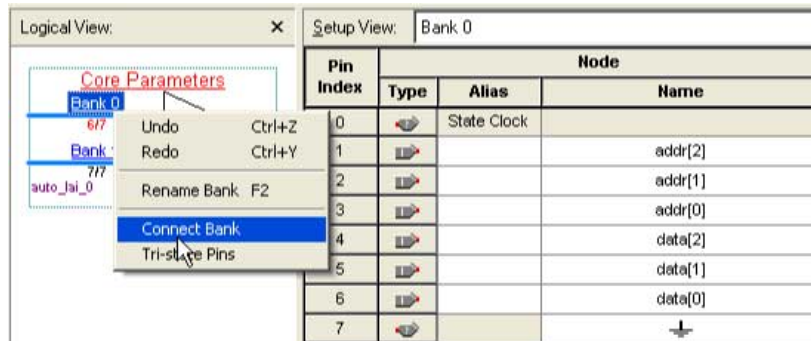 Logical View:
Setup View: Bank 0
Core Parameters
Bank 0
6/7
Bank
7/7
auto_lai_0
Undo Ctrl+Z
Redo Ctrl+Y
Rename Bank F2
Connect Bank
Tri-state Pins
Pin Index
Node
Type Alias Name
0 State Clock
1 addr[2]
2 addr[1]
3 addr[0]
4 data[2]
5 data[1]
6 data[0]
7